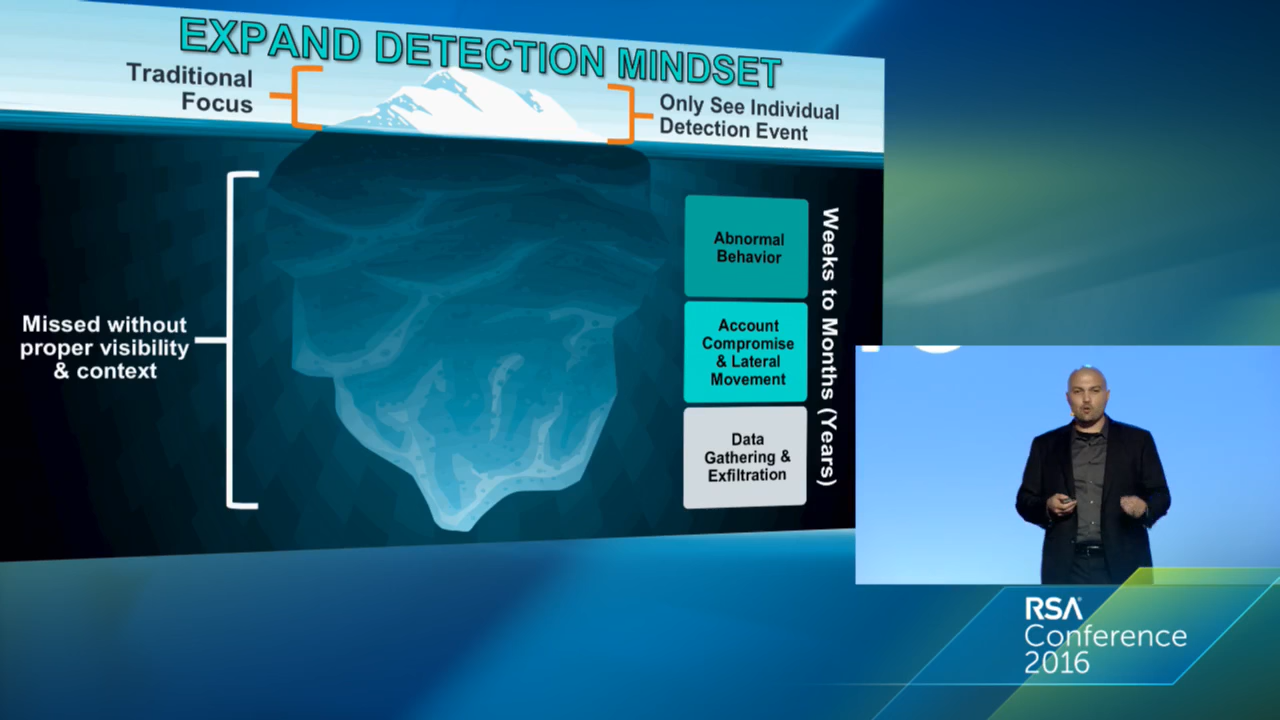 EXPAND DETECTION MINDSET
Traditional
Focus
Only See Individual
Detection Event
Missed without
proper visibility
& context
Abnormal
Behavior
Account
Compromise
& Lateral
Movement
Data
Gathering &
Exfiltration
Weeks to Months (Years)
RSA
Conference
2016